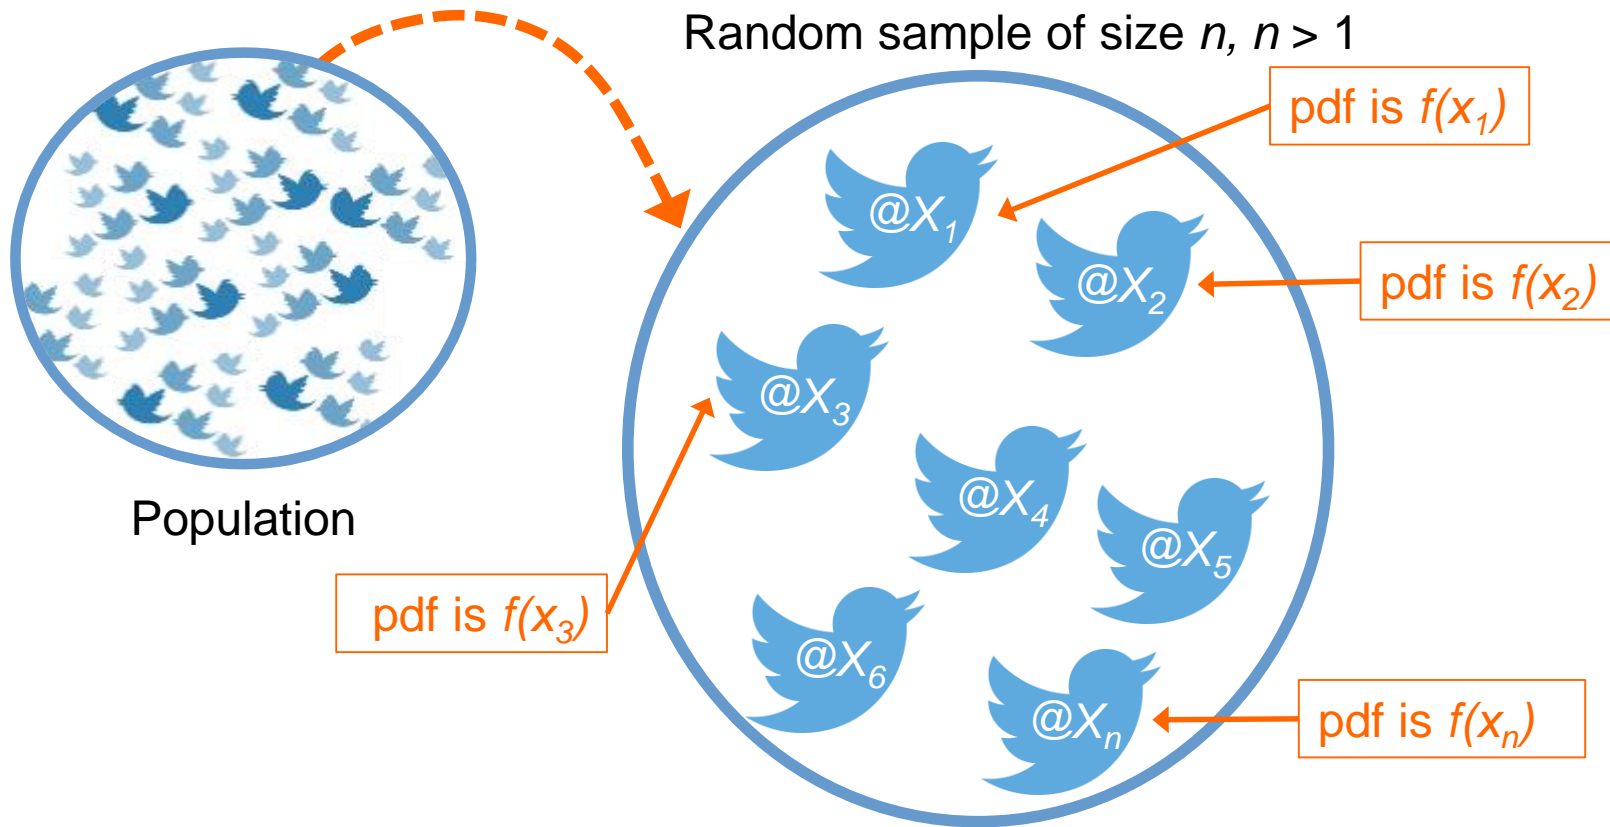 Random sample of size n, n > 1
pdf is f(x₁)
@X₁
@X₂
pdf is f(x₂)
@X₃
@X₄
Population
@X₅
pdf is f(x₃)
@X₆
@Xₙ
pdf is f(xₙ)